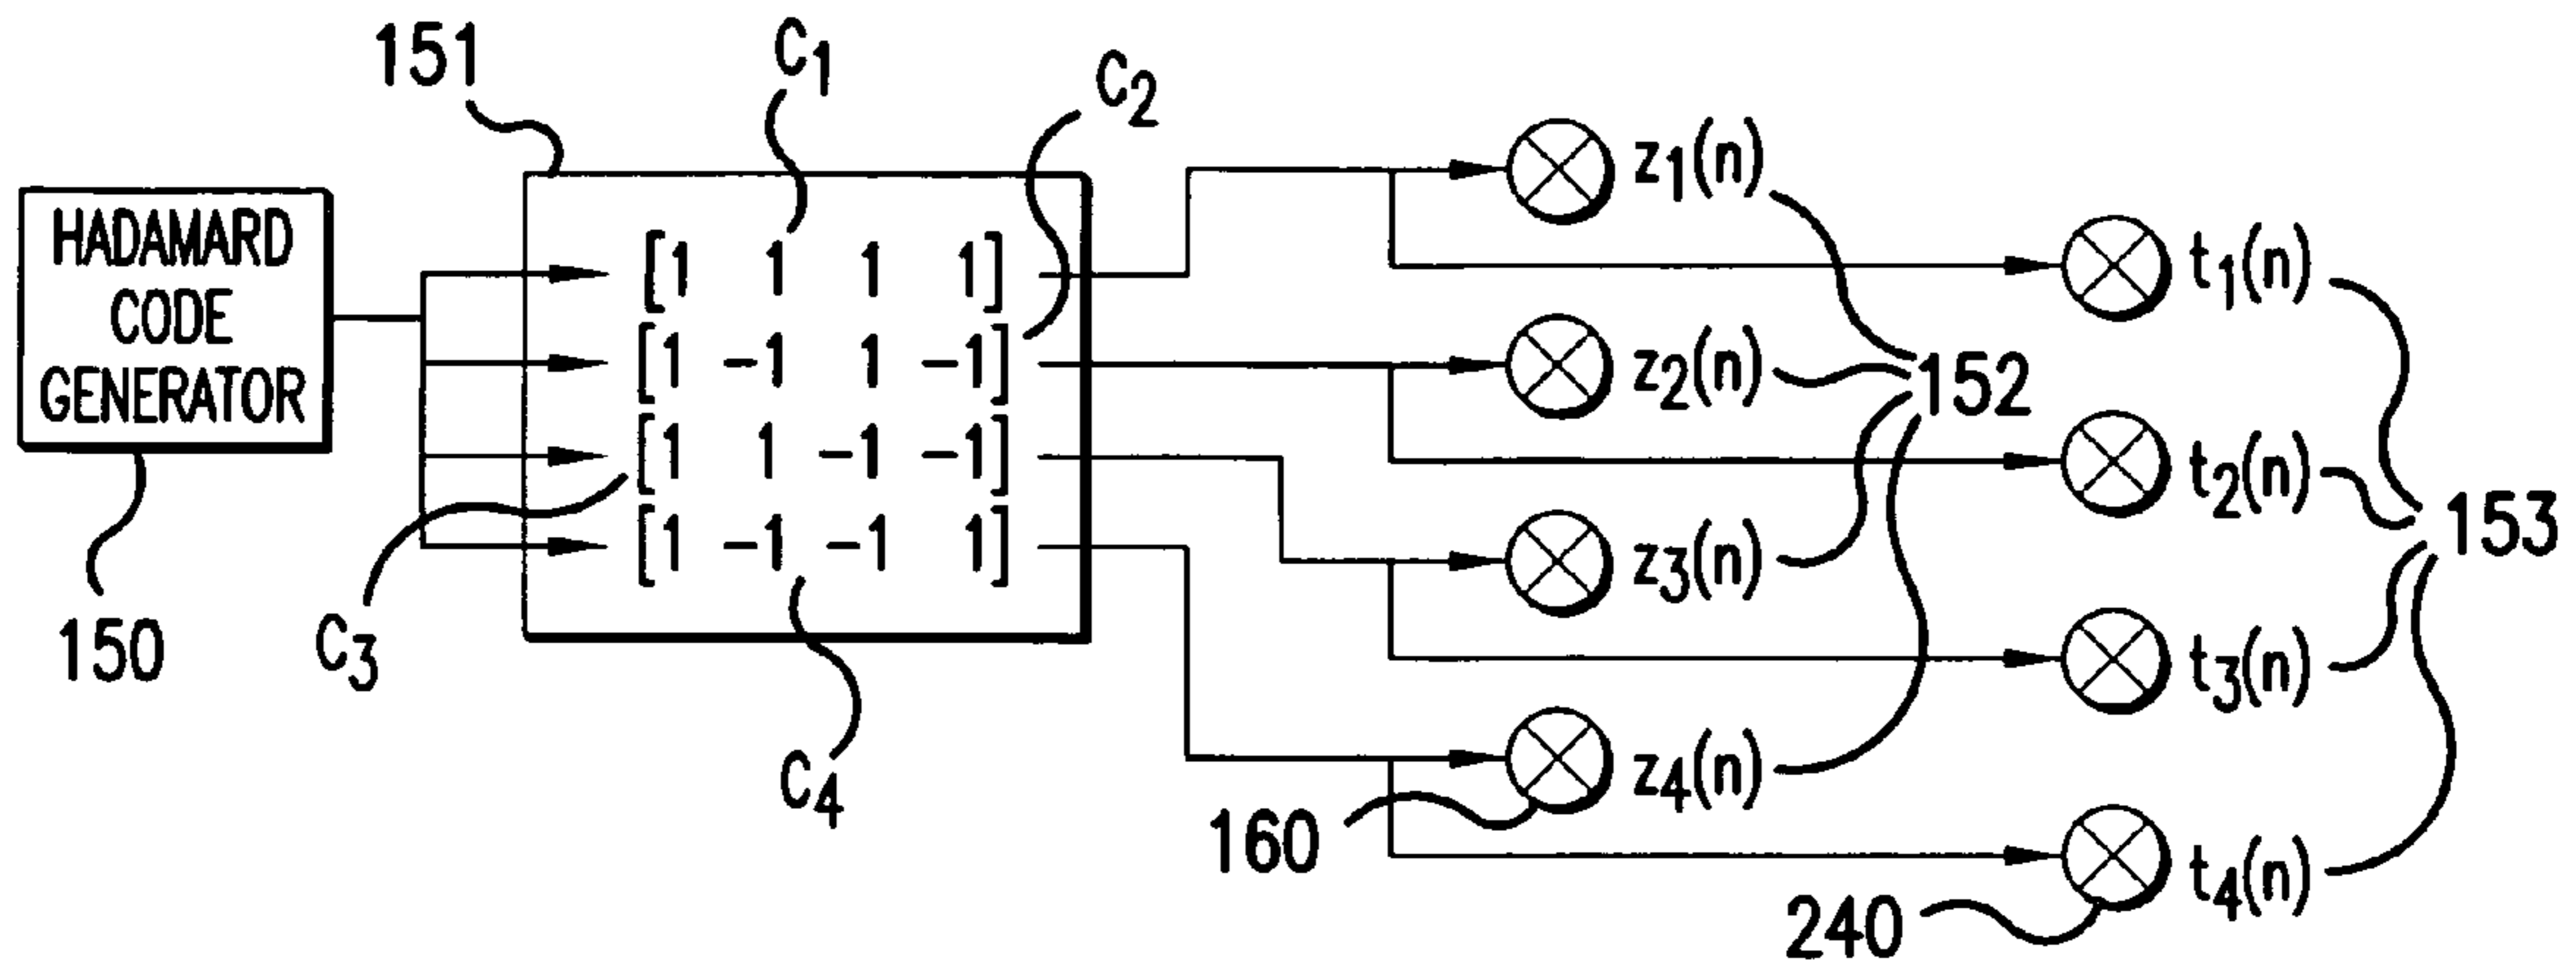 151
C1
C2
HADAMARD
CODE
GENERATOR
[1 1 1 1]
[1 -1 1 -1]
[1 1 -1 -1]
[1 -1 -1 1]
z1(n)
t1(n)
z2(n)
152
t2(n)
153
z3(n)
t3(n)
150
C3
C4
z4(n)
160
t4(n)
240